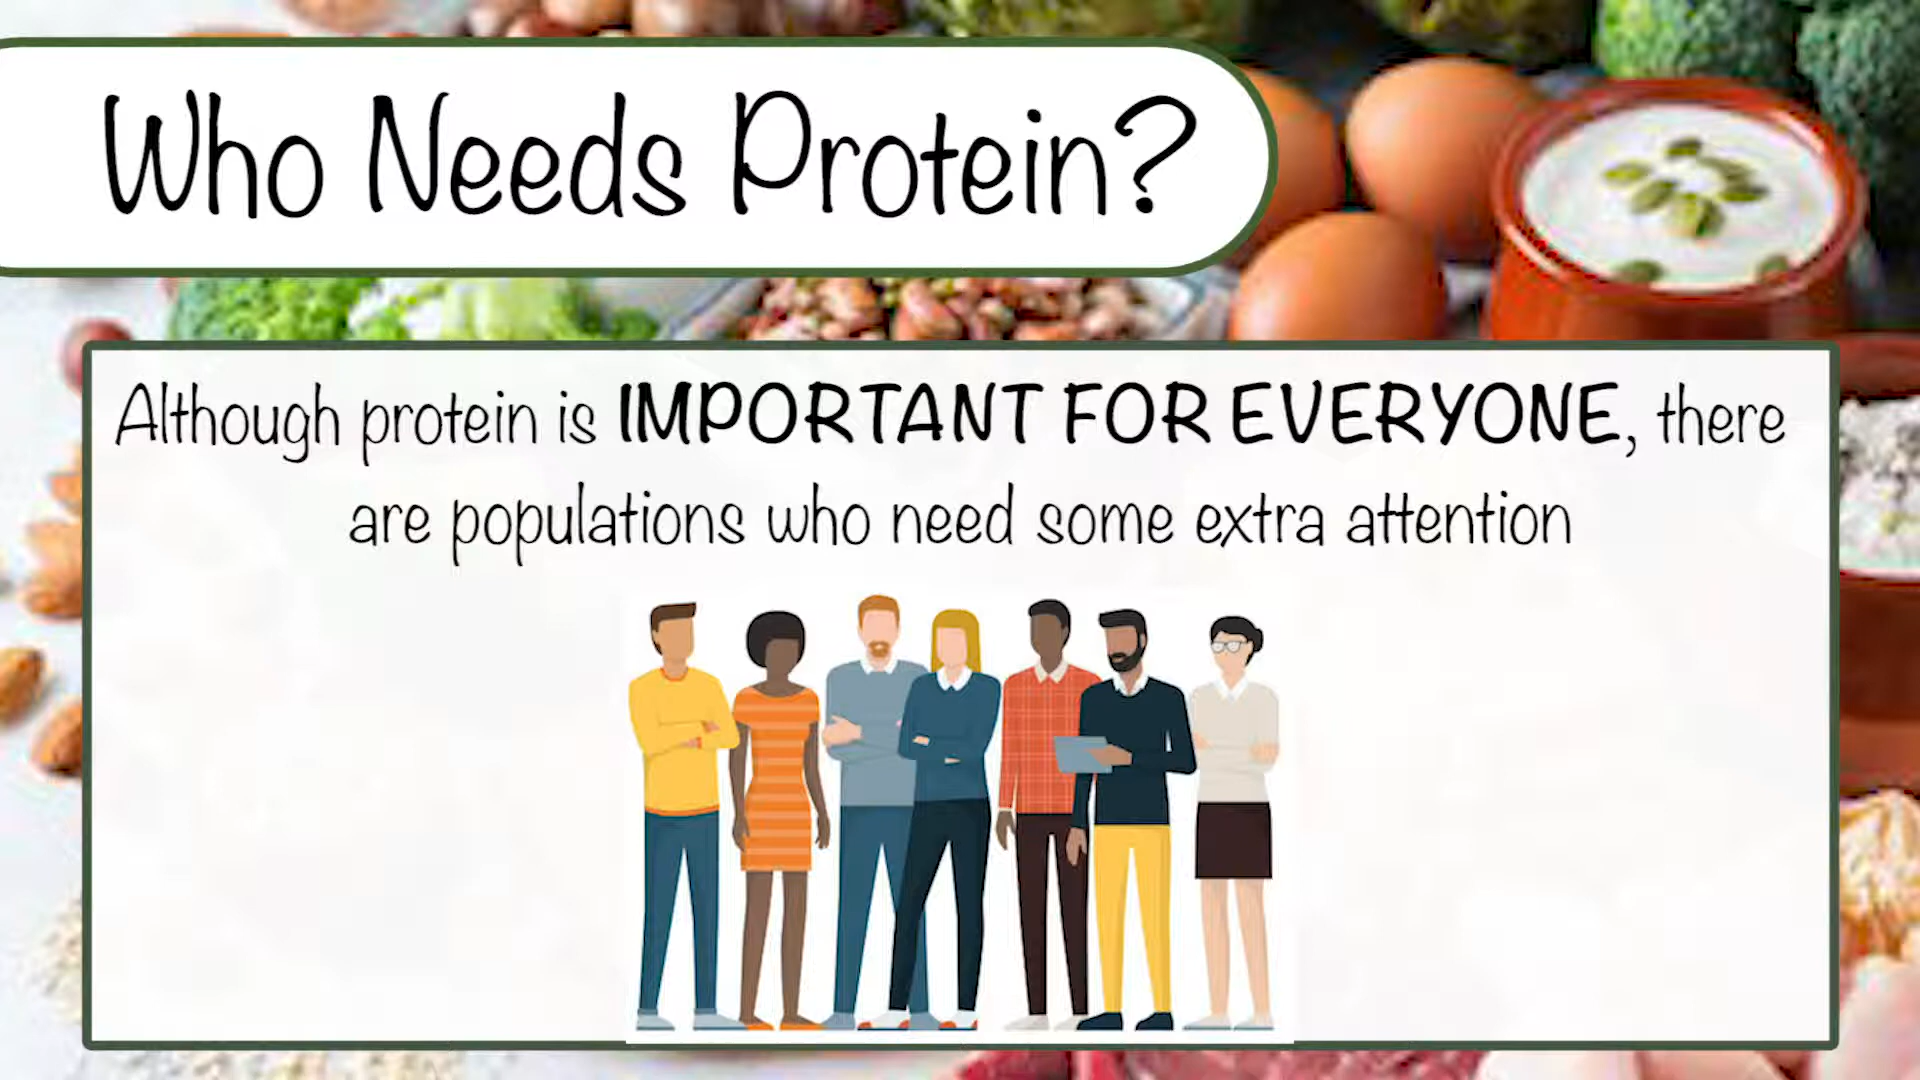 Who Needs Protein?
Although protein is IMPORTANT FOR EVERYONE, there
are populations who need some extra attention